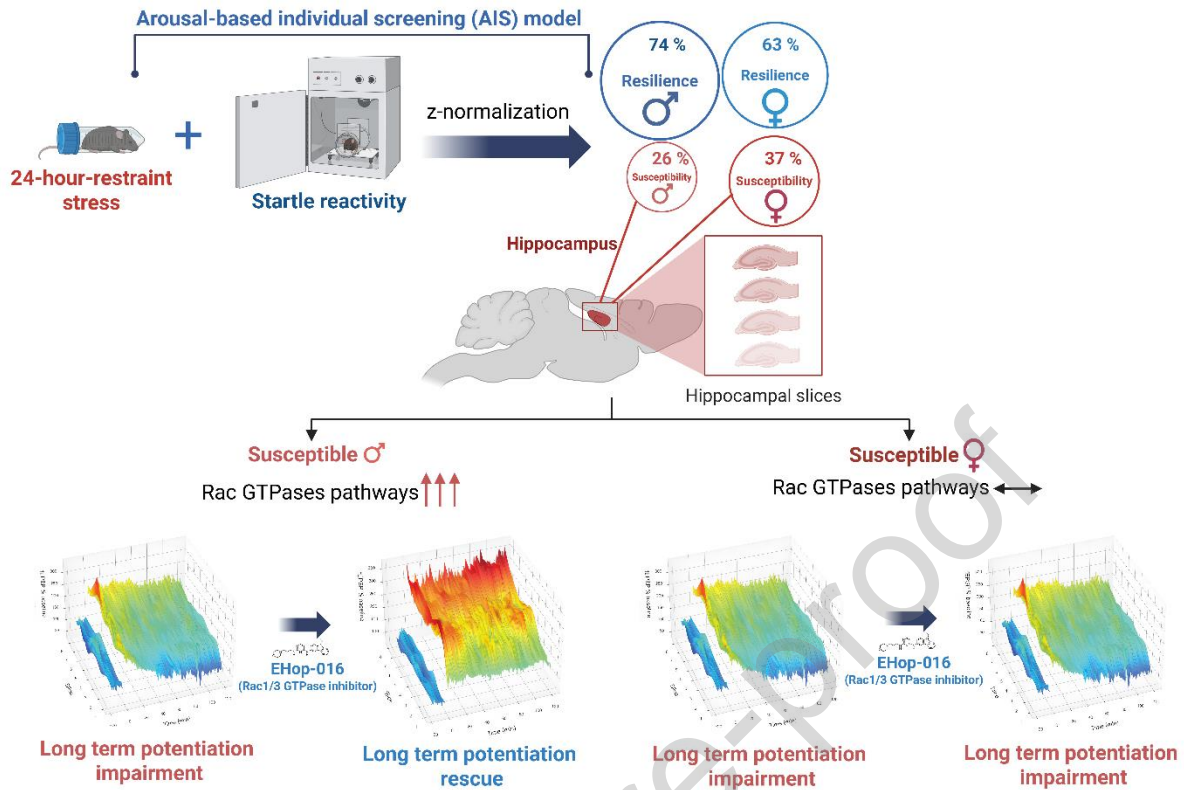 Arousal-based individual screening (AIS) model
74 %
Resilience
63 %
Resilience
z-normalization
+
24-hour-restraint
stress
Startle reactivity
26 %
Susceptibility
37 %
Susceptibility
Hippocampus
Hippocampal slices
Susceptible ♂
Rac GTPases pathways ↑↑↑
Susceptible ♀
Rac GTPases pathways ↔
EHop-016
(Rac1/3 GTPase inhibitor)
EHop-016
(Rac1/3 GTPase inhibitor)
Long term potentiation
impairment
Long term potentiation
rescue
Long term potentiation
impairment
Long term potentiation
impairment
e-proof